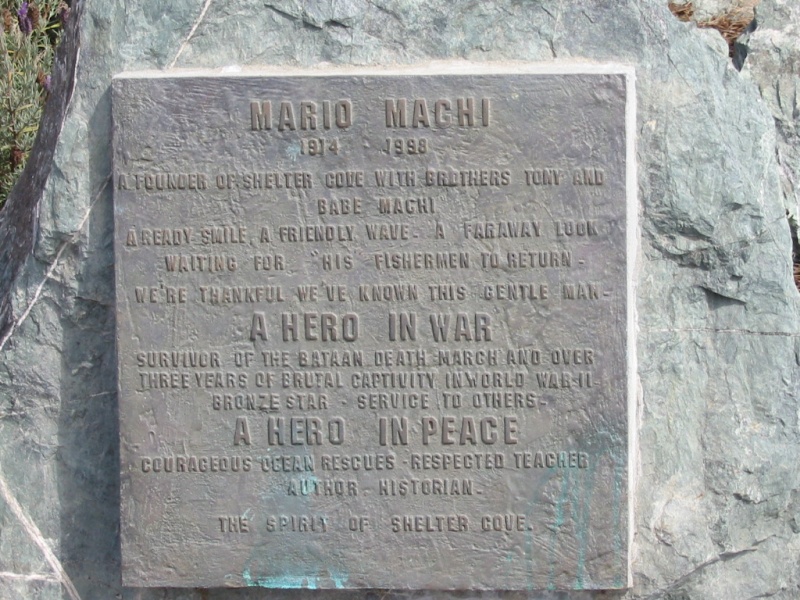 MARIO MACHI
1914 - 1998
A FOUNDER OF SHELTER COVE WITH BROTHERS TONY AND
BABE MACHI
A READY SMILE, A FRIENDLY WAVE - A FARAWAY LOOK
WAITING FOR "HIS" FISHERMEN TO RETURN -
WE'RE THANKFUL WE'VE KNOWN THIS GENTLE MAN -
A HERO IN WAR
SURVIVOR OF THE BATAAN DEATH MARCH AND OVER
THREE YEARS OF BRUTAL CAPTIVITY IN WORLD WAR II
BRONZE STAR - SERVICE TO OTHERS -
A HERO IN PEACE
COURAGEOUS OCEAN RESCUES - RESPECTED TEACHER
AUTHOR - HISTORIAN -
THE SPIRIT OF SHELTER COVE.